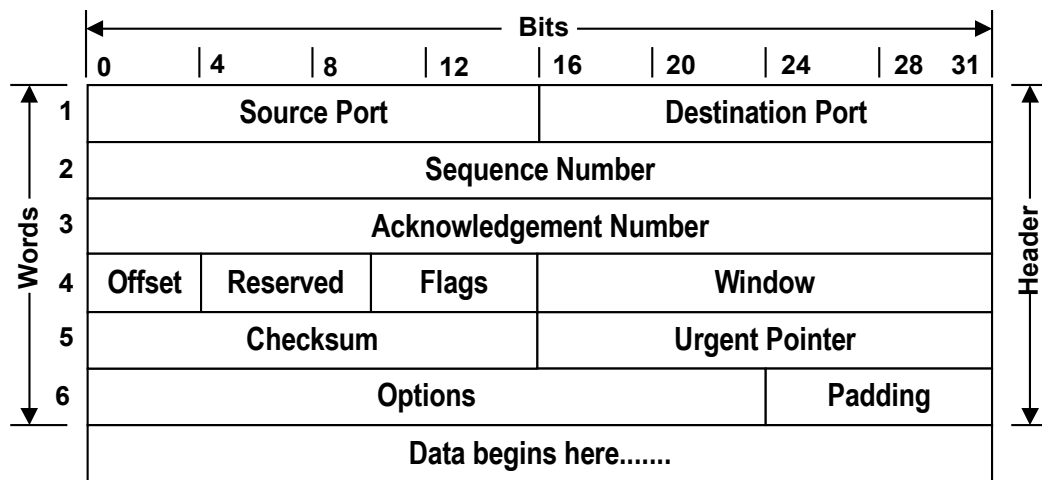 Bits
0 4 8 12 16 20 24 28 31
1 Source Port Destination Port
2 Sequence Number
3 Acknowledgement Number
4 Offset Reserved Flags Window
5 Checksum Urgent Pointer
6 Options Padding
Data begins here.......
Words
Header